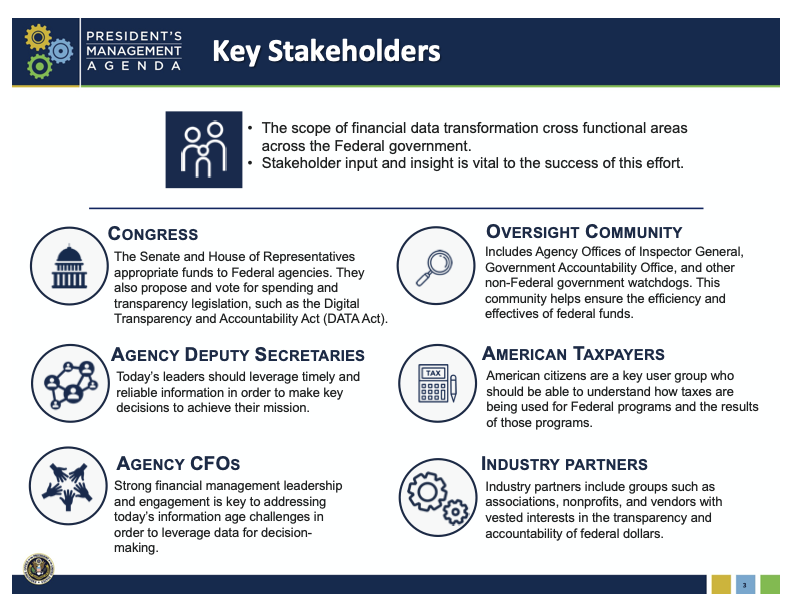 PRESIDENT'S
MANAGEMENT
AGENDA
Key Stakeholders
• The scope of financial data transformation cross functional areas
across the Federal government.
• Stakeholder input and insight is vital to the success of this effort.
CONGRESS
The Senate and House of Representatives
appropriate funds to Federal agencies. They
also propose and vote for spending and
transparency legislation, such as the Digital
Transparency and Accountability Act (DATA Act).
AGENCY DEPUTY SECRETARIES
Today's leaders should leverage timely and
reliable information in order to make key
decisions to achieve their mission.
AGENCY CFOS
Strong financial management leadership
and engagement is key to addressing
today's information age challenges in
order to leverage data for decision-
making.
OVERSIGHT COMMUNITY
Includes Agency Offices of Inspector General,
Government Accountability Office, and other
non-Federal government watchdogs. This
community helps ensure the efficiency and
effectives of federal funds.
AMERICAN TAXPAYERS
TAX
American citizens are a key user group who
should be able to understand how taxes are
being used for Federal programs and the results
of those programs.
INDUSTRY PARTNERS
Industry partners include groups such as
associations, nonprofits, and vendors with
vested interests in the transparency and
accountability of federal dollars.
3